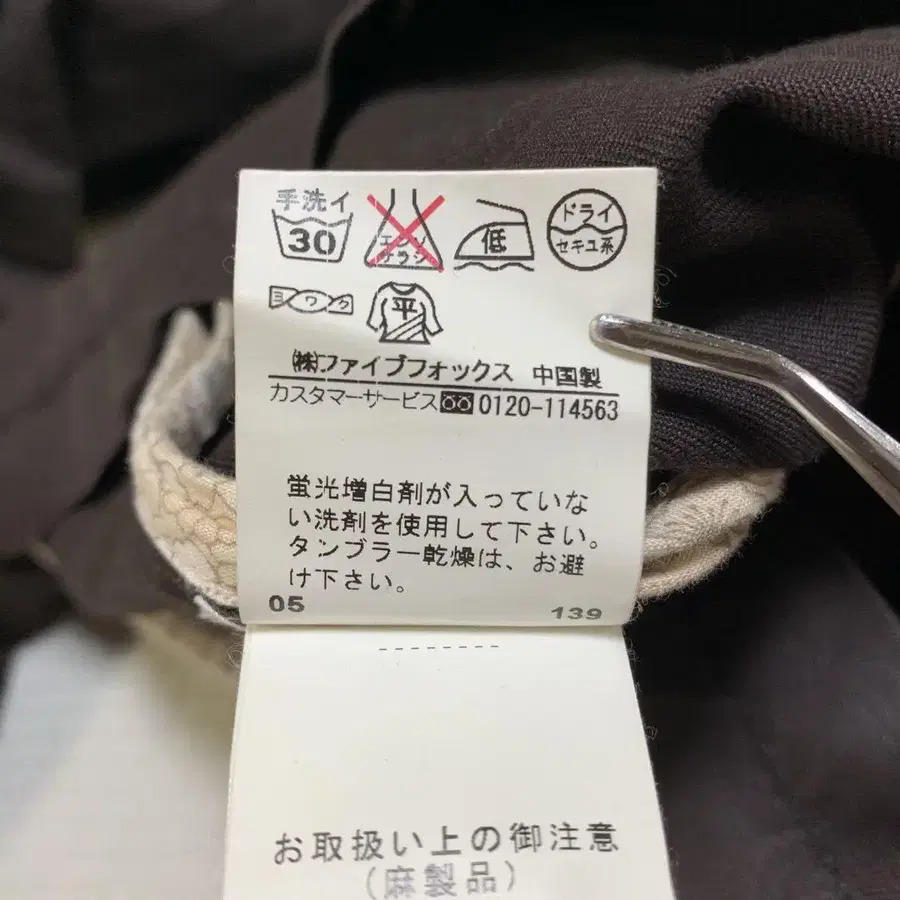 手洗イ
30
エンソ
サラシ
低
ドライ
セキユ系
ヨワク
平
㈱ファイブフォックス 中国製
カスタマーサービス 0120-114563
蛍光増白剤が入っていな
い洗剤を使用して下さい。
タンブラー乾燥は、お避
け下さい。
05 139
お取扱い上の御注意
(麻製品)